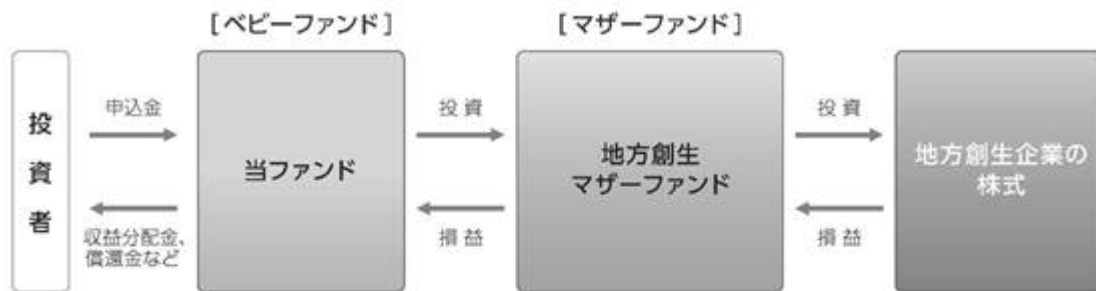 [ベビーファンド]
[マザーファンド]
投資者
申込金
収益分配金、
償還金など
当ファンド
投資
損益
地方創生
マザーファンド
投資
損益
地方創生企業の
株式